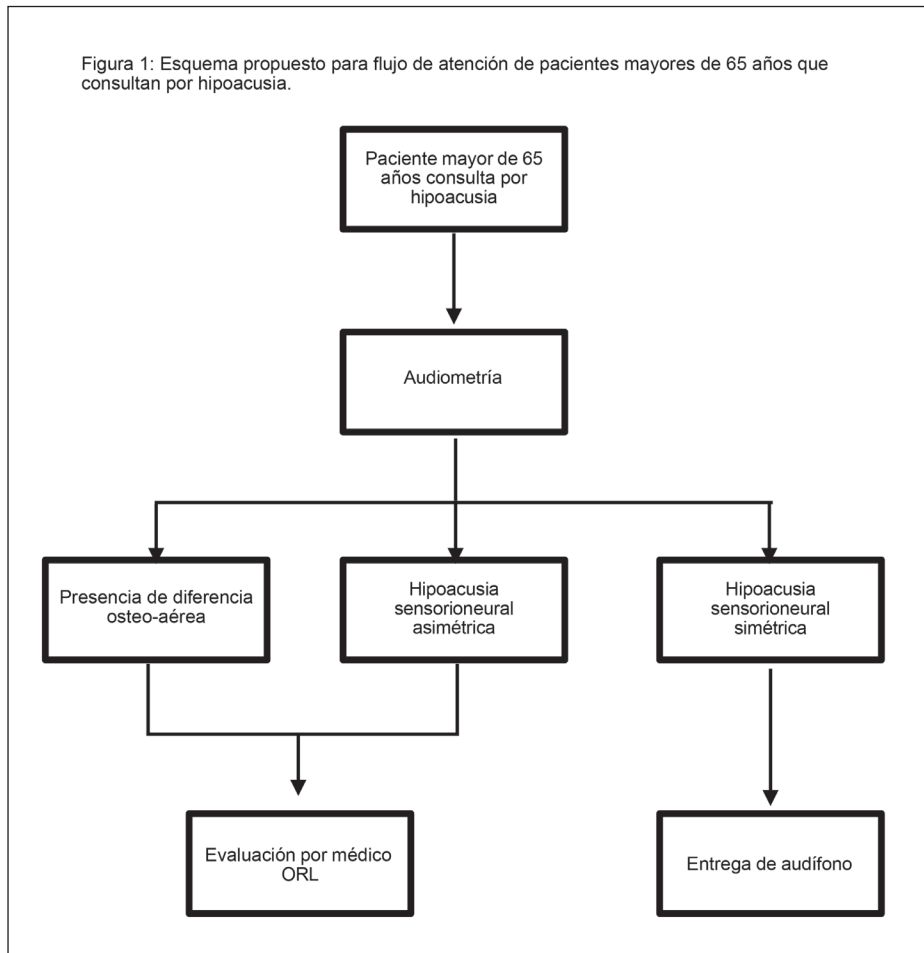 Figura 1: Esquema propuesto para flujo de atención de pacientes mayores de 65 años que
consultan por hipoacusia.
Paciente mayor de 65
años consulta por
hipoacusia
Audiometría
Presencia de diferencia
osteo-aérea
Hipoacusia
sensorioneural
asimétrica
Hipoacusia
sensorioneural
simétrica
Evaluación por médico
ORL
Entrega de audífono